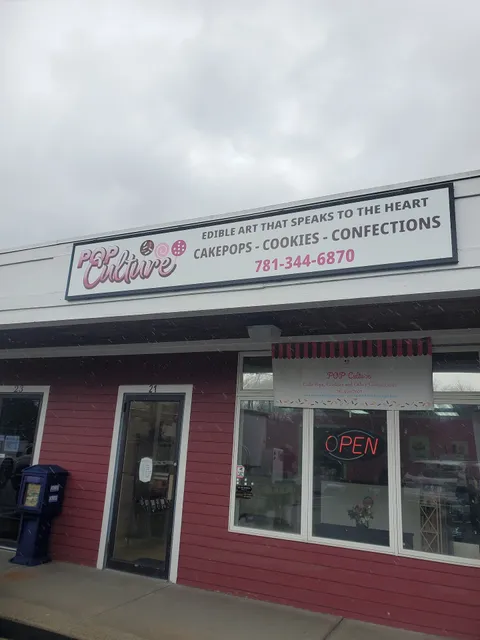 POP
Culture
EDIBLE ART THAT SPEAKS TO THE HEART
CAKEPOPS - COOKIES - CONFECTIONS
781-344-6870
23
21
POP Culture
OPEN